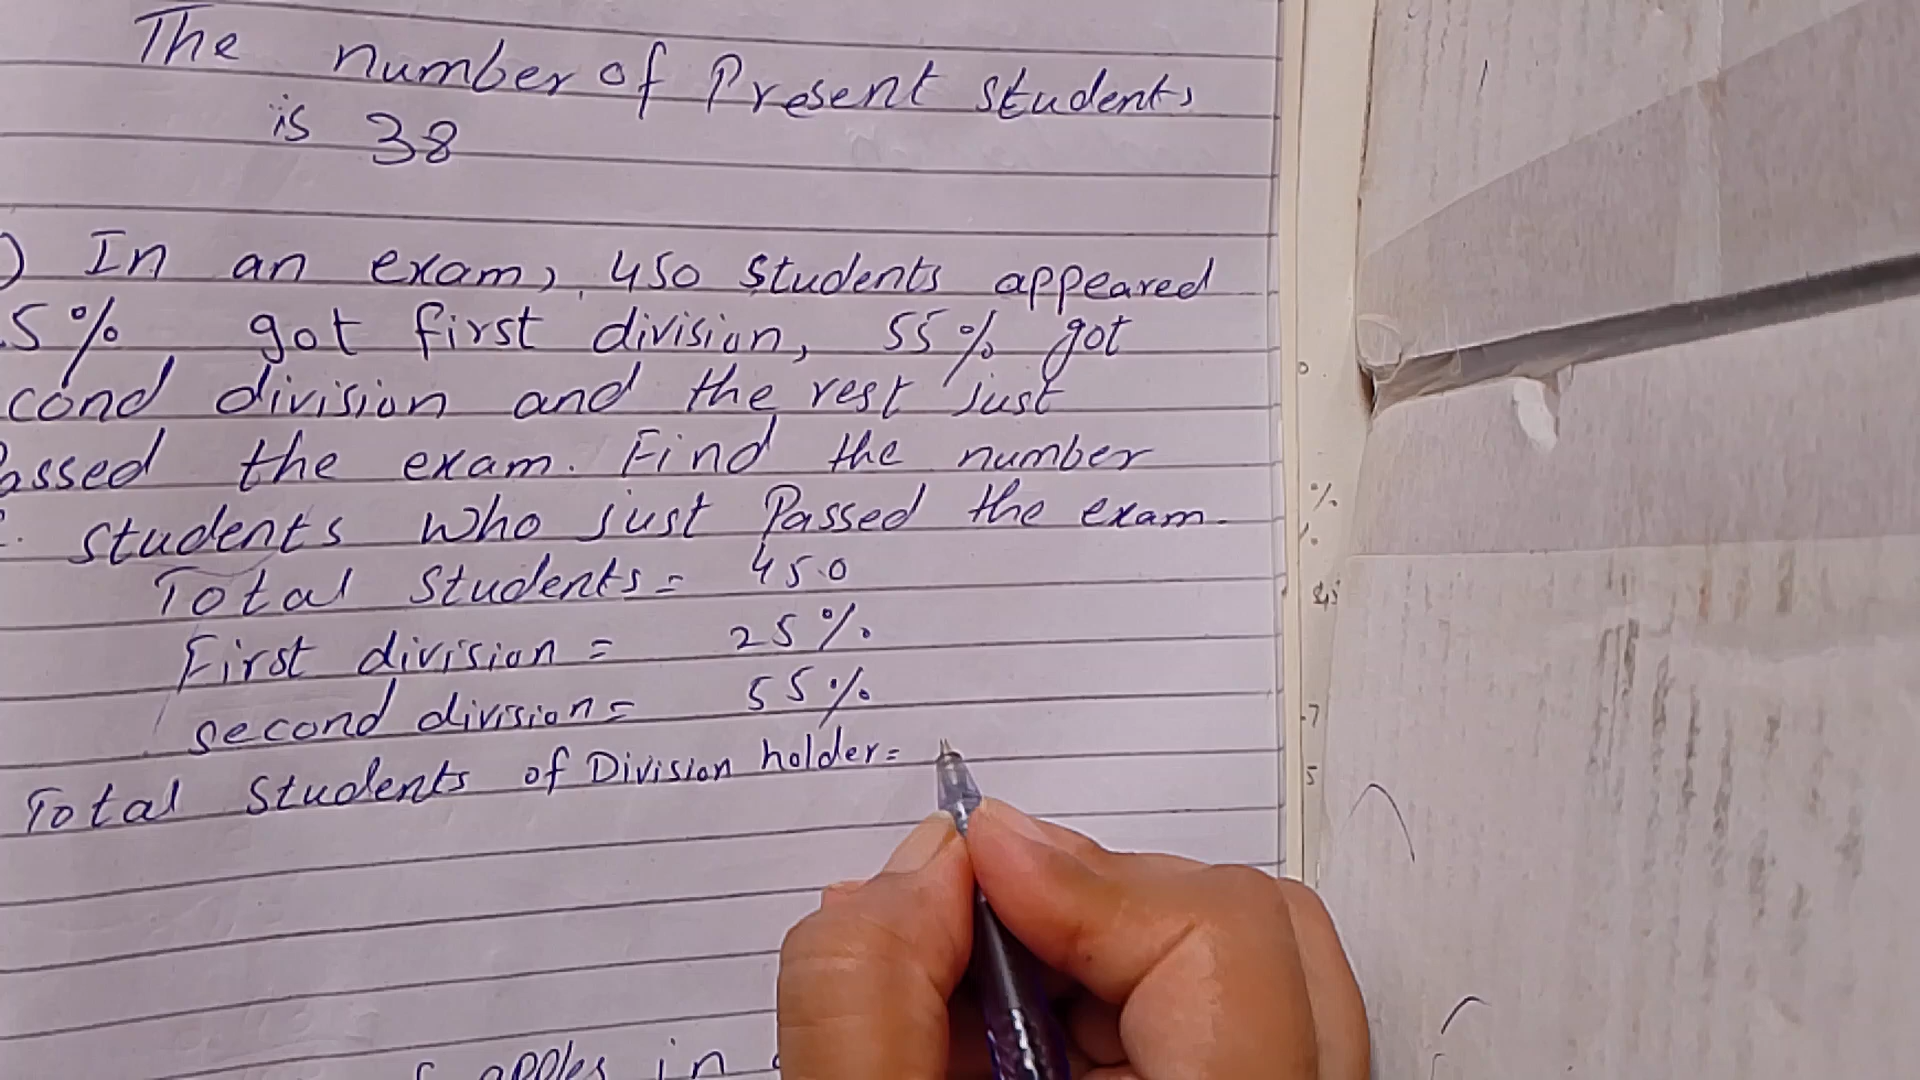 The number of Present students
is 38
) In an exam, 450 students appeared
5% got first division, 55% got
cond division and the rest just
assed the exam. Find the number
students who just Passed the exam.
Total students = 450
First division = 25%
second division = 55%
Total Students of Division holder =
apples in